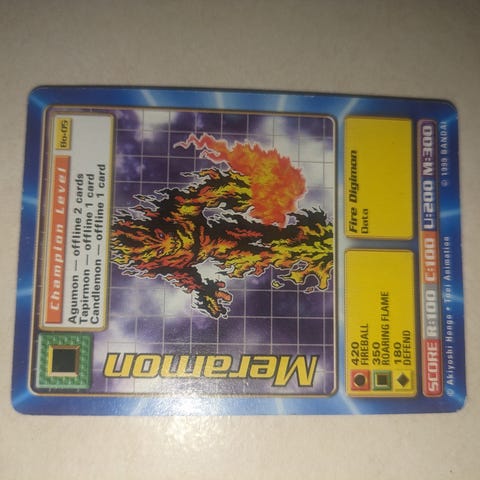 Meramon
Champion Level
Bo-05
Agumon — offline 2 cards
Tapirmon — offline 1 card
Candlemon — offline 1 card
420
FIREBALL
350
ROARING FLAME
180
DEFEND
Fire Digimon
Data
SCORE R:100 C:100 U:200 M:300
© Akiyoshi Hongo • Toei Animation © 1999 BANDAI